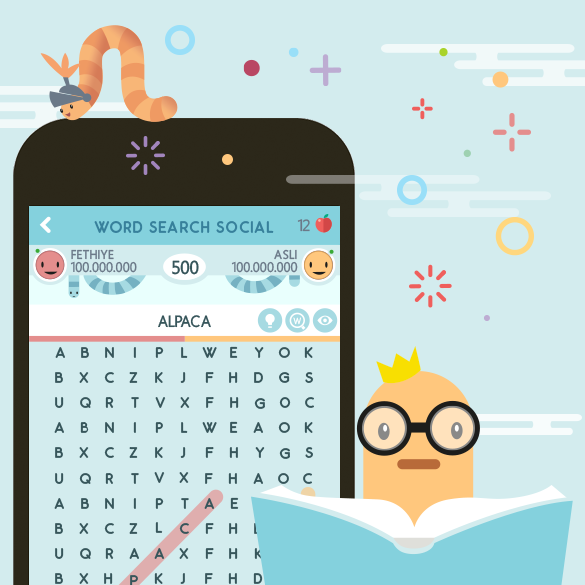 WORD SEARCH SOCIAL
12
FETHIYE
100.000.000
500
ASLI
100.000.000
ALPACA
W
A B N I P L W E Y O K
B X C Z K J F H D G S
U Q R T V X F H G O C
A B N I P L W E A O K
B X C Z K J F H Y G S
U Q R T V X F H A O C
A B N I P T A E
B X C Z L C F H
U Q R A A X F H K
B X H P K J F H D